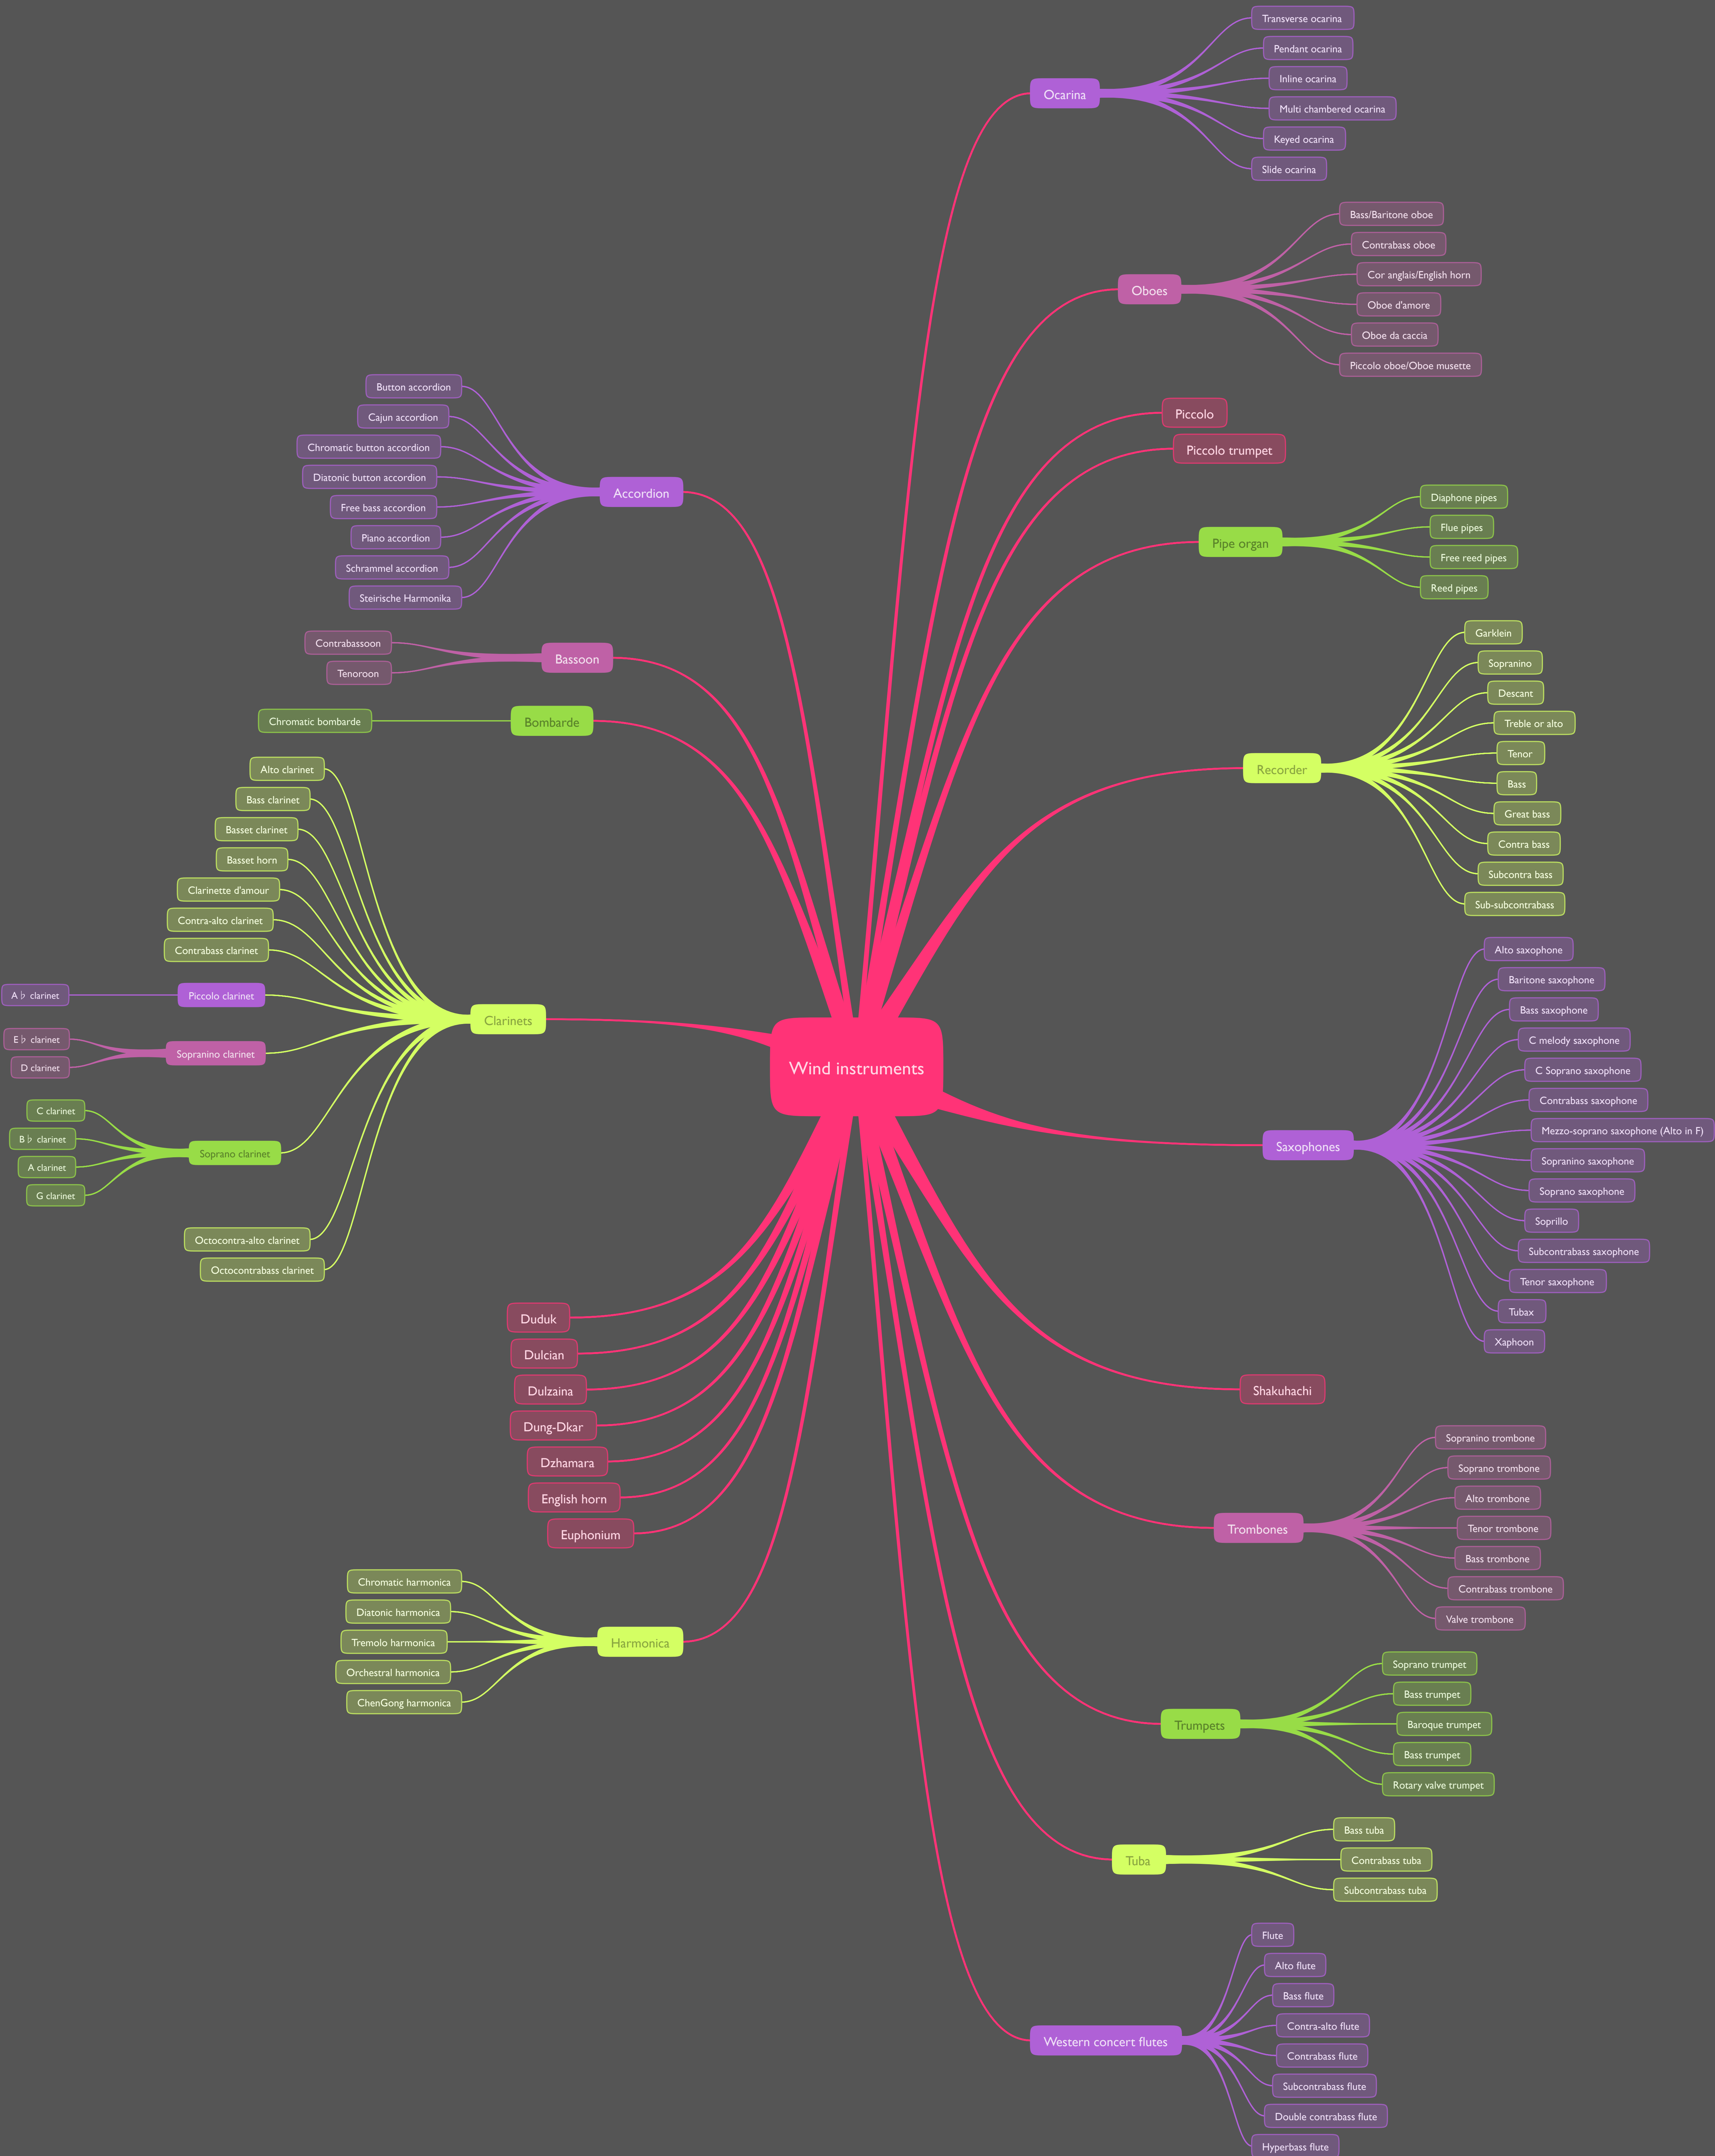 Wind instruments
Ocarina
Transverse ocarina
Pendant ocarina
Inline ocarina
Multi chambered ocarina
Keyed ocarina
Slide ocarina
Oboes
Bass/Baritone oboe
Contrabass oboe
Cor anglais/English horn
Oboe d'amore
Oboe da caccia
Piccolo oboe/Oboe musette
Piccolo
Piccolo trumpet
Pipe organ
Diaphone pipes
Flue pipes
Free reed pipes
Reed pipes
Recorder
Garklein
Sopranino
Descant
Treble or alto
Tenor
Bass
Great bass
Contra bass
Subcontra bass
Sub-subcontrabass
Saxophones
Alto saxophone
Baritone saxophone
Bass saxophone
C melody saxophone
C Soprano saxophone
Contrabass saxophone
Mezzo-soprano saxophone (Alto in F)
Sopranino saxophone
Soprano saxophone
Soprillo
Subcontrabass saxophone
Tenor saxophone
Tubax
Xaphoon
Shakuhachi
Trombones
Sopranino trombone
Soprano trombone
Alto trombone
Tenor trombone
Bass trombone
Contrabass trombone
Valve trombone
Trumpets
Soprano trumpet
Bass trumpet
Baroque trumpet
Bass trumpet
Rotary valve trumpet
Tuba
Bass tuba
Contrabass tuba
Subcontrabass tuba
Western concert flutes
Flute
Alto flute
Bass flute
Contra-alto flute
Contrabass flute
Subcontrabass flute
Double contrabass flute
Hyperbass flute
Accordion
Button accordion
Cajun accordion
Chromatic button accordion
Diatonic button accordion
Free bass accordion
Piano accordion
Schrammel accordion
Steirische Harmonika
Bassoon
Contrabassoon
Tenoroon
Bombarde
Chromatic bombarde
Clarinets
Alto clarinet
Bass clarinet
Basset clarinet
Basset horn
Clarinette d'amour
Contra-alto clarinet
Contrabass clarinet
Piccolo clarinet
A♭ clarinet
Sopranino clarinet
E♭ clarinet
D clarinet
Soprano clarinet
C clarinet
B♭ clarinet
A clarinet
G clarinet
Octocontra-alto clarinet
Octocontrabass clarinet
Duduk
Dulcian
Dulzaina
Dung-Dkar
Dzhamara
English horn
Euphonium
Harmonica
Chromatic harmonica
Diatonic harmonica
Tremolo harmonica
Orchestral harmonica
ChenGong harmonica